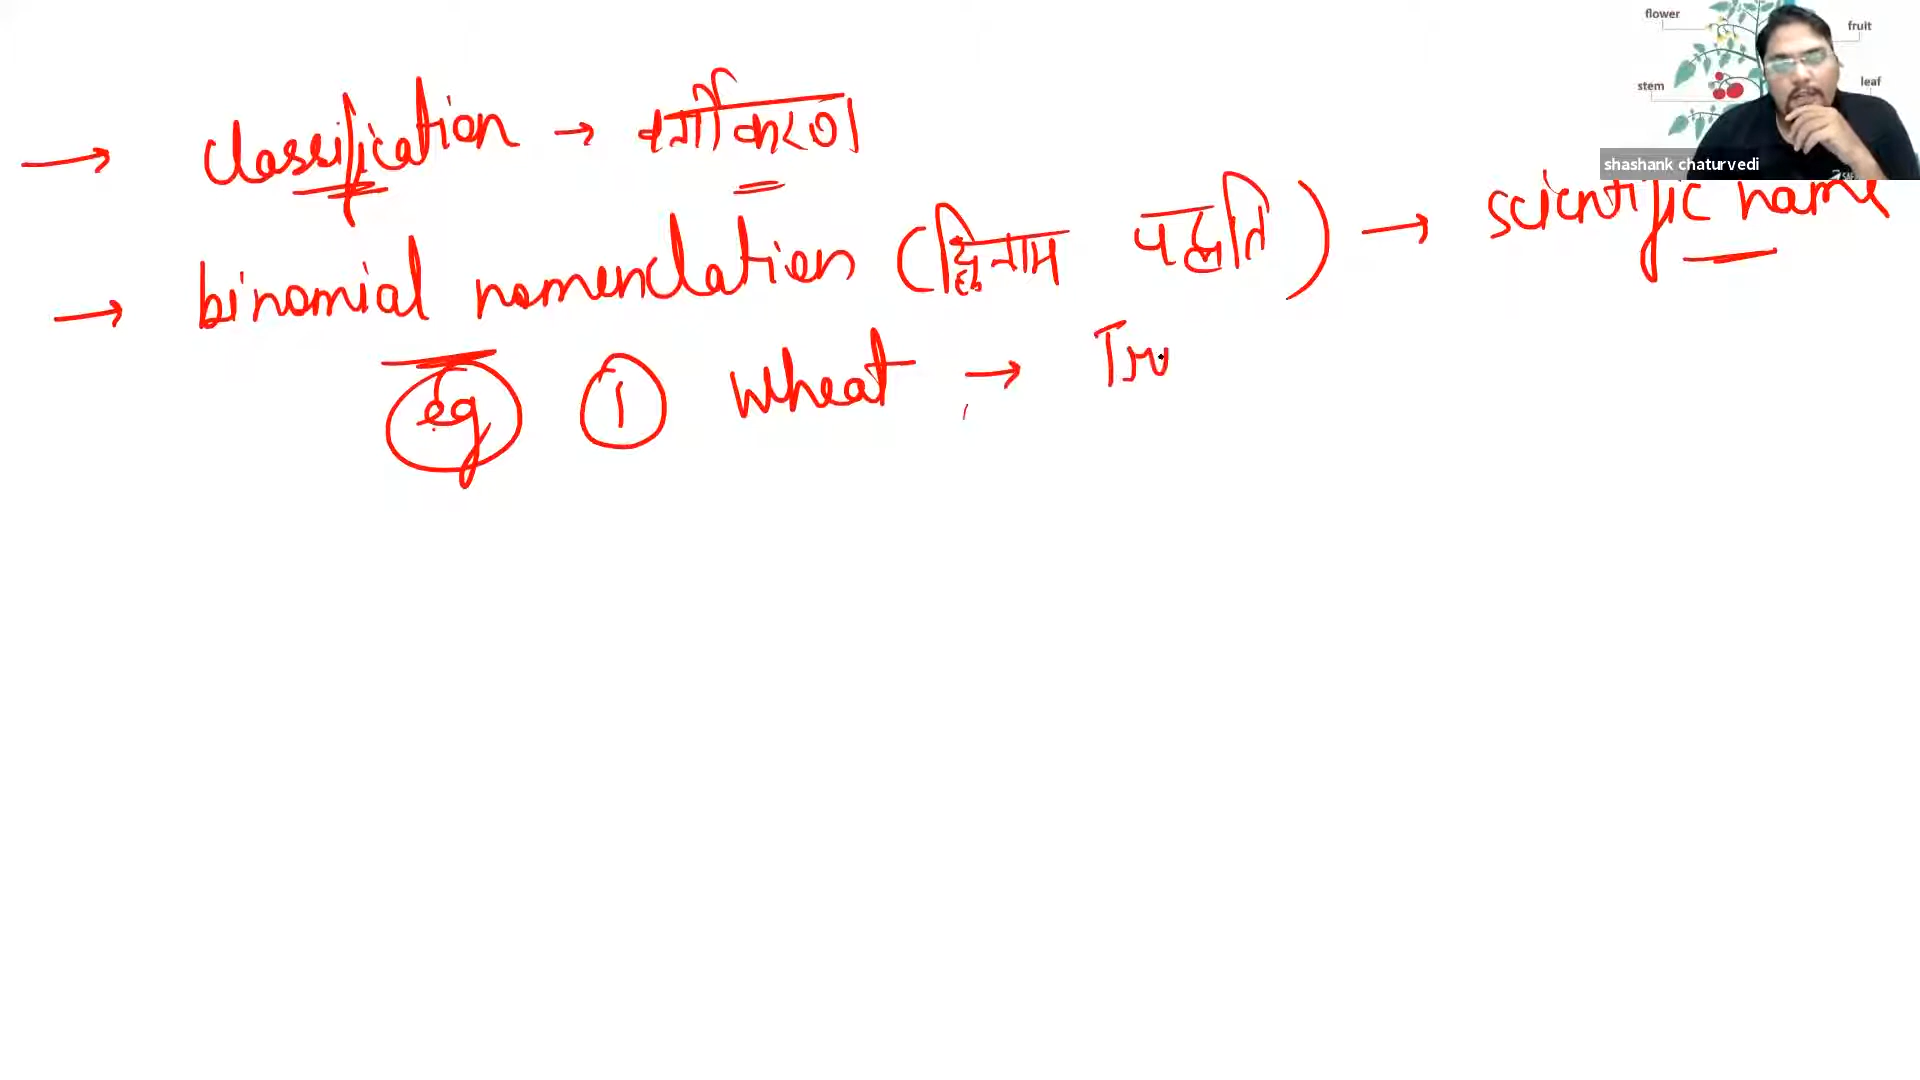 flower
fruit
stem
leaf
shashank chaturvedi
→ classification → वर्गीकरण
→ binomial nomenclation (द्विनाम पद्धति) → scientific name
eg ① wheat → Tri